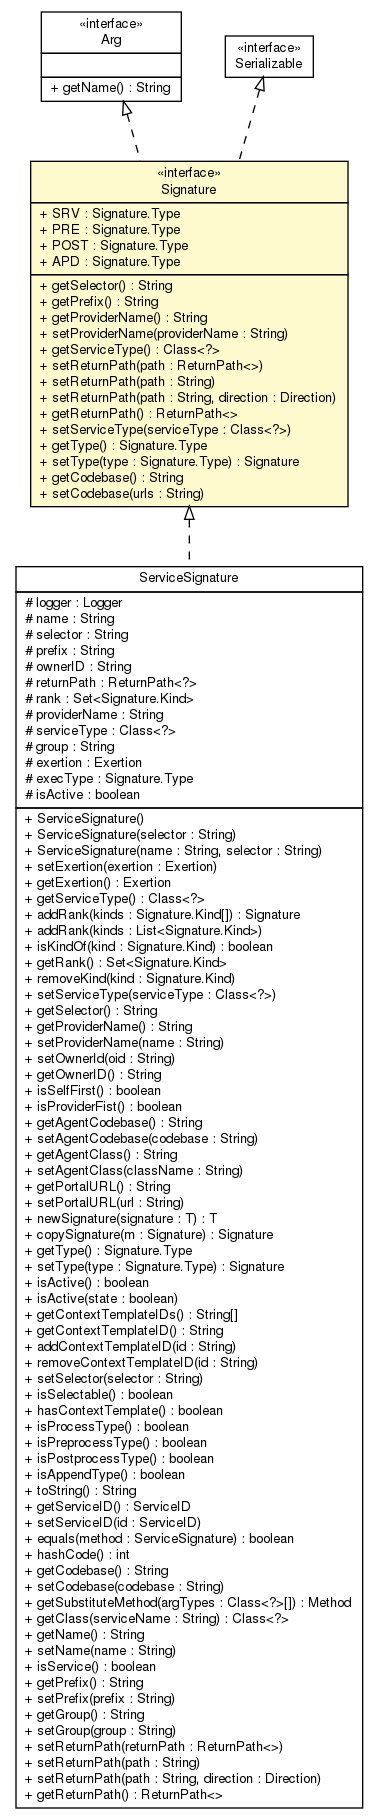 «interface»
Arg
+ getName() : String
«interface»
Serializable
«interface»
Signature
+ SRV : Signature.Type
+ PRE : Signature.Type
+ POST : Signature.Type
+ APD : Signature.Type
+ getSelector() : String
+ getPrefix() : String
+ getProviderName() : String
+ setProviderName(providerName : String)
+ getServiceType() : Class<?>
+ setReturnPath(path : ReturnPath<>)
+ setReturnPath(path : String)
+ setReturnPath(path : String, direction : Direction)
+ getReturnPath() : ReturnPath<>
+ setServiceType(serviceType : Class<?>)
+ getType() : Signature.Type
+ setType(type : Signature.Type) : Signature
+ getCodebase() : String
+ setCodebase(urls : String)
ServiceSignature
# logger : Logger
# name : String
# selector : String
# prefix : String
# ownerID : String
# returnPath : ReturnPath<?>
# rank : Set<Signature.Kind>
# providerName : String
# serviceType : Class<?>
# group : String
# exertion : Exertion
# execType : Signature.Type
# isActive : boolean
+ ServiceSignature()
+ ServiceSignature(selector : String)
+ ServiceSignature(name : String, selector : String)
+ setExertion(exertion : Exertion)
+ getExertion() : Exertion
+ getServiceType() : Class<?>
+ addRank(kinds : Signature.Kind[]) : Signature
+ addRank(kinds : List<Signature.Kind>)
+ isKindOf(kind : Signature.Kind) : boolean
+ getRank() : Set<Signature.Kind>
+ removeKind(kind : Signature.Kind)
+ setServiceType(serviceType : Class<?>)
+ getSelector() : String
+ getProviderName() : String
+ setProviderName(name : String)
+ setOwnerId(oid : String)
+ getOwnerID() : String
+ isSelfFirst() : boolean
+ isProviderFist() : boolean
+ getAgentCodebase() : String
+ setAgentCodebase(codebase : String)
+ getAgentClass() : String
+ setAgentClass(className : String)
+ getPortalURL() : String
+ setPortalURL(url : String)
+ newSignature(signature : T) : T
+ copySignature(m : Signature) : Signature
+ getType() : Signature.Type
+ setType(type : Signature.Type) : Signature
+ isActive() : boolean
+ isActive(state : boolean)
+ getContextTemplateIDs() : String[]
+ getContextTemplateID() : String
+ addContextTemplateID(id : String)
+ removeContextTemplateID(id : String)
+ setSelector(selector : String)
+ isSelectable() : boolean
+ hasContextTemplate() : boolean
+ isProcessType() : boolean
+ isPreprocessType() : boolean
+ isPostprocessType() : boolean
+ isAppendType() : boolean
+ toString() : String
+ getServiceID() : ServiceID
+ setServiceID(id : ServiceID)
+ equals(method : ServiceSignature) : boolean
+ hashCode() : int
+ getCodebase() : String
+ setCodebase(codebase : String)
+ getSubstituteMethod(argTypes : Class<?>[]) : Method
+ getClass(serviceName : String) : Class<?>
+ getName() : String
+ setName(name : String)
+ isService() : boolean
+ getPrefix() : String
+ setPrefix(prefix : String)
+ getGroup() : String
+ setGroup(group : String)
+ setReturnPath(returnPath : ReturnPath<>)
+ setReturnPath(path : String)
+ setReturnPath(path : String, direction : Direction)
+ getReturnPath() : ReturnPath<>